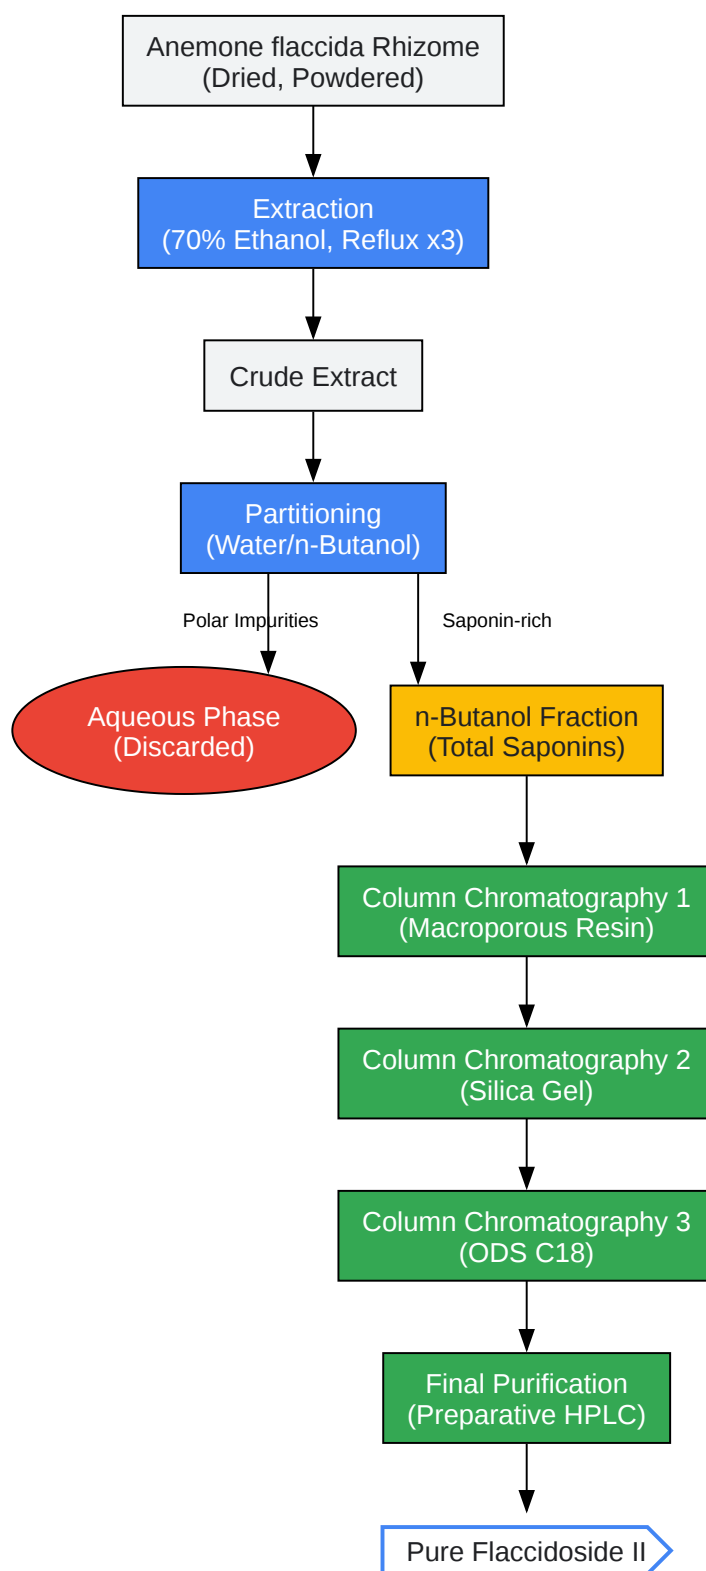 Anemone flaccida Rhizome
(Dried, Powdered)
Extraction
(70% Ethanol, Reflux x3)
Crude Extract
Partitioning
(Water/n-Butanol)
Polar Impurities
Saponin-rich
Aqueous Phase
(Discarded)
n-Butanol Fraction
(Total Saponins)
Column Chromatography 1
(Macroporous Resin)
Column Chromatography 2
(Silica Gel)
Column Chromatography 3
(ODS C18)
Final Purification
(Preparative HPLC)
Pure Flaccidoside II